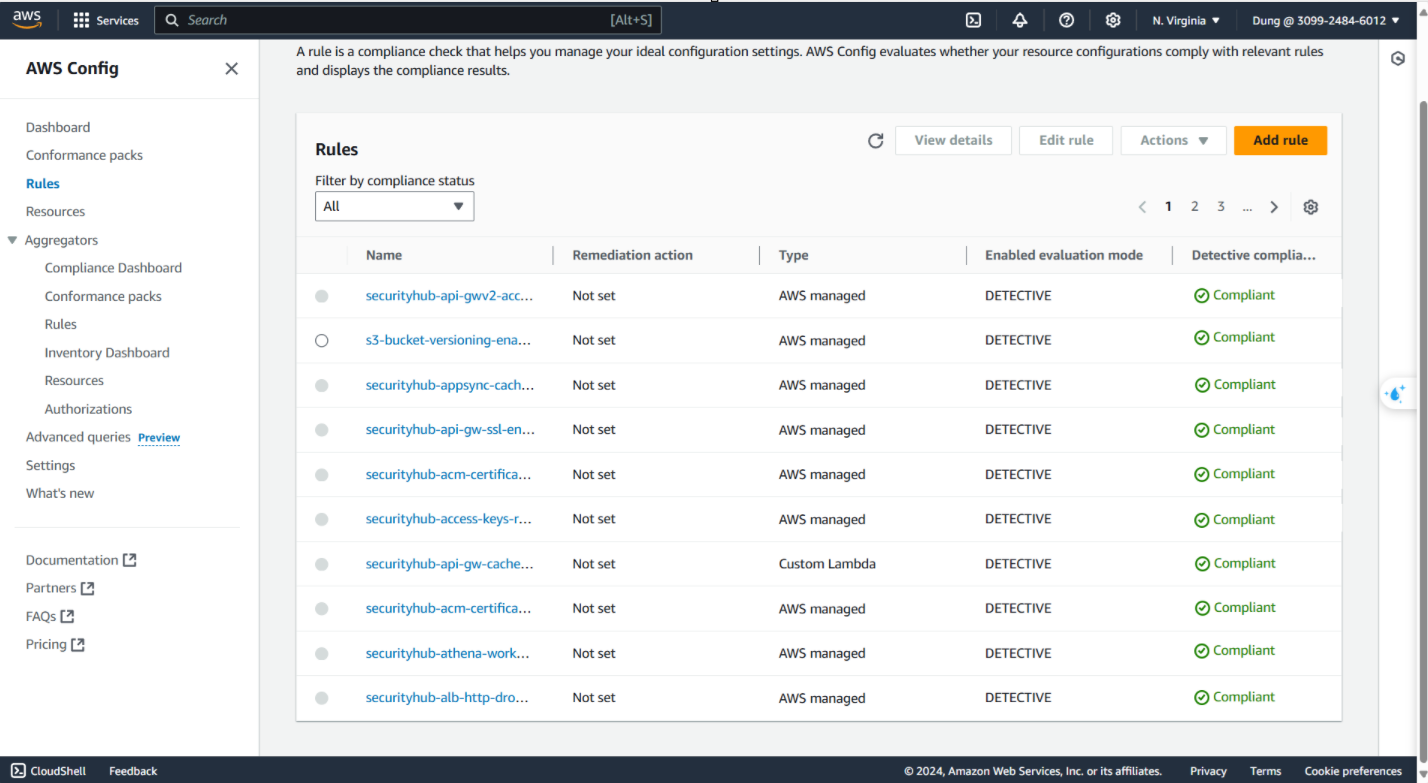 aws Services Search [Alt+S] N. Virginia ▼ Dung @ 3099-2484-6012 ▼
AWS Config
Dashboard
Conformance packs
Rules
Resources
Aggregators
Compliance Dashboard
Conformance packs
Rules
Inventory Dashboard
Resources
Authorizations
Advanced queries Preview
Settings
What's new
Documentation
Partners
FAQs
Pricing
A rule is a compliance check that helps you manage your ideal configuration settings. AWS Config evaluates whether your resource configurations comply with relevant rules
and displays the compliance results.
Rules View details Edit rule Actions ▼ Add rule
Filter by compliance status
All ▼ 1 2 3 ...
Name Remediation action Type Enabled evaluation mode Detective complia...
securityhub-api-gwv2-acc... Not set AWS managed DETECTIVE Compliant
s3-bucket-versioning-ena... Not set AWS managed DETECTIVE Compliant
securityhub-appsync-cach... Not set AWS managed DETECTIVE Compliant
securityhub-api-gw-ssl-en... Not set AWS managed DETECTIVE Compliant
securityhub-acm-certifica... Not set AWS managed DETECTIVE Compliant
securityhub-access-keys-r... Not set AWS managed DETECTIVE Compliant
securityhub-api-gw-cache... Not set Custom Lambda DETECTIVE Compliant
securityhub-acm-certifica... Not set AWS managed DETECTIVE Compliant
securityhub-athena-work... Not set AWS managed DETECTIVE Compliant
securityhub-alb-http-dro... Not set AWS managed DETECTIVE Compliant
CloudShell Feedback © 2024, Amazon Web Services, Inc. or its affiliates. Privacy Terms Cookie preferences